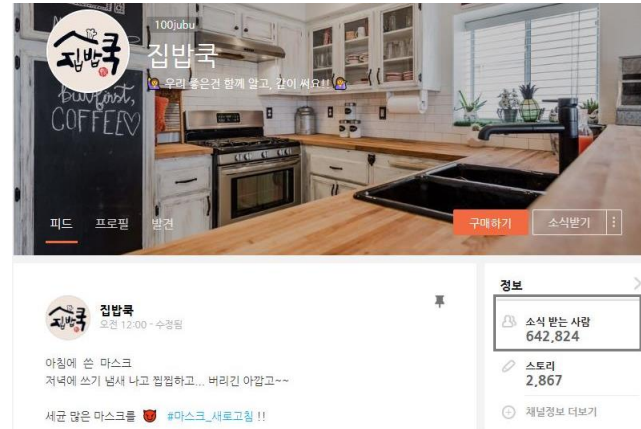 100jubu
집밥쿡
집밥쿡
우리 좋은건 함께 알고, 같이 써요!!
Breakfast,
COFFEE
피드 프로필 발견
구매하기 소식받기
집밥쿡
집밥쿡
오전 12:00 - 수정됨
아침에 쓴 마스크
저녁에 쓰기 냄새 나고 찝찝하고... 버리긴 아깝고~~
세균 많은 마스크를 😈 #마스크_새로고침 !!
정보
소식 받는 사람
642,824
스토리
2,867
채널정보 더보기